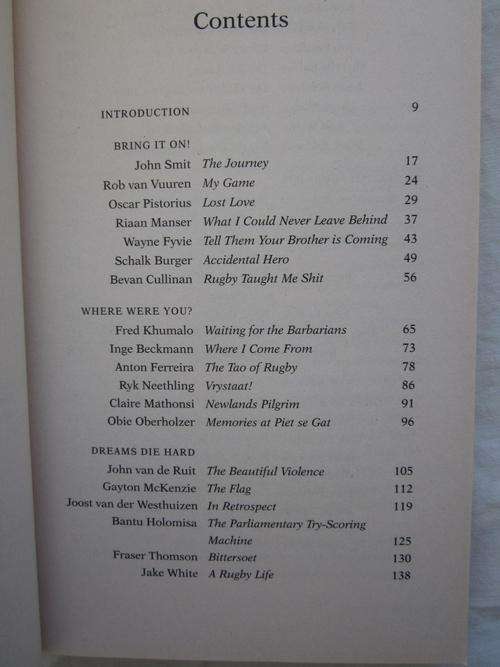 Contents
INTRODUCTION 9
BRING IT ON!
John Smit The Journey 17
Rob van Vuuren My Game 24
Oscar Pistorius Lost Love 29
Riaan Manser What I Could Never Leave Behind 37
Wayne Fyvie Tell Them Your Brother is Coming 43
Schalk Burger Accidental Hero 49
Bevan Cullinan Rugby Taught Me Shit 56
WHERE WERE YOU?
Fred Khumalo Waiting for the Barbarians 65
Inge Beckmann Where I Come From 73
Anton Ferreira The Tao of Rugby 78
Ryk Neethling Vrystaat! 86
Claire Mathonsi Newlands Pilgrim 91
Obie Oberholzer Memories at Piet se Gat 96
DREAMS DIE HARD
John van de Ruit The Beautiful Violence 105
Gayton McKenzie The Flag 112
Joost van der Westhuizen In Retrospect 119
Bantu Holomisa The Parliamentary Try-Scoring
Machine 125
Fraser Thomson Bittersoet 130
Jake White A Rugby Life 138